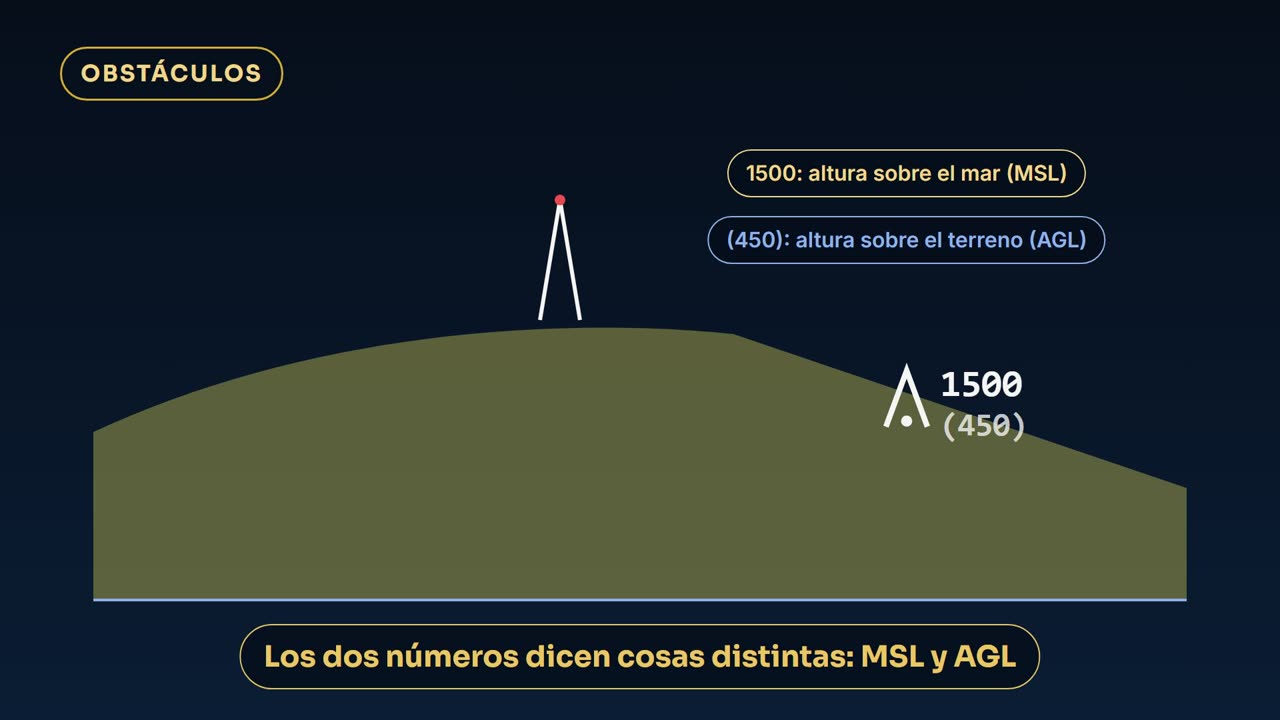 OBSTÁCULOS
1500: altura sobre el mar (MSL)
(450): altura sobre el terreno (AGL)
1500
(450)
Los dos números dicen cosas distintas: MSL y AGL